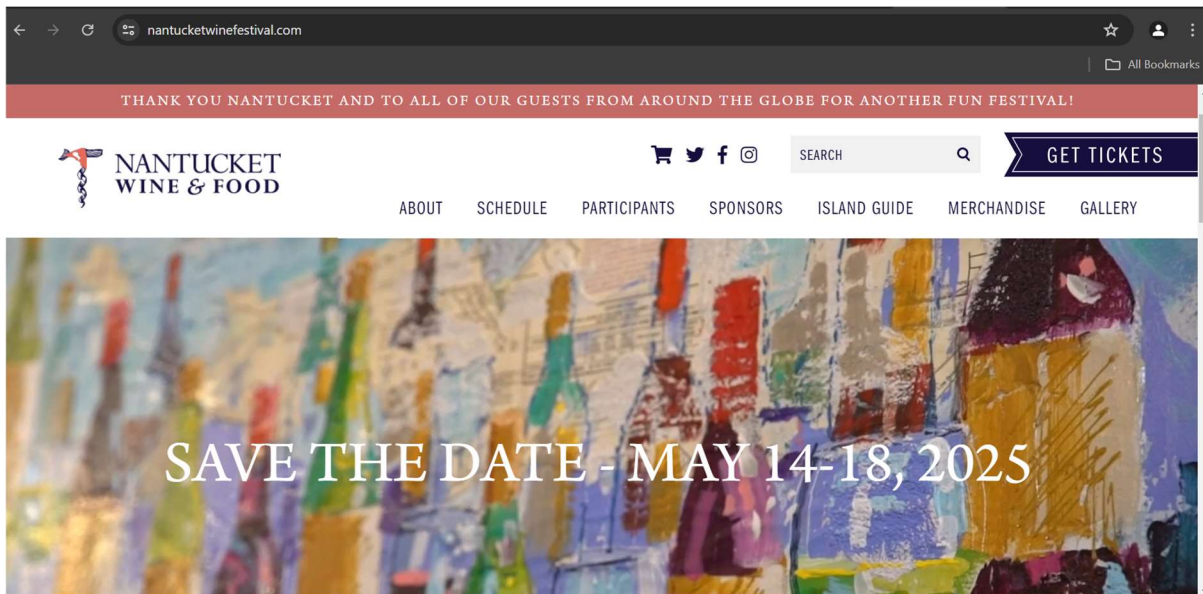 nantucketwinefestival.com
All Bookmarks
THANK YOU NANTUCKET AND TO ALL OF OUR GUESTS FROM AROUND THE GLOBE FOR ANOTHER FUN FESTIVAL!
NANTUCKET
WINE & FOOD
SEARCH
GET TICKETS
ABOUT SCHEDULE PARTICIPANTS SPONSORS ISLAND GUIDE MERCHANDISE GALLERY
SAVE THE DATE - MAY 14-18, 2025